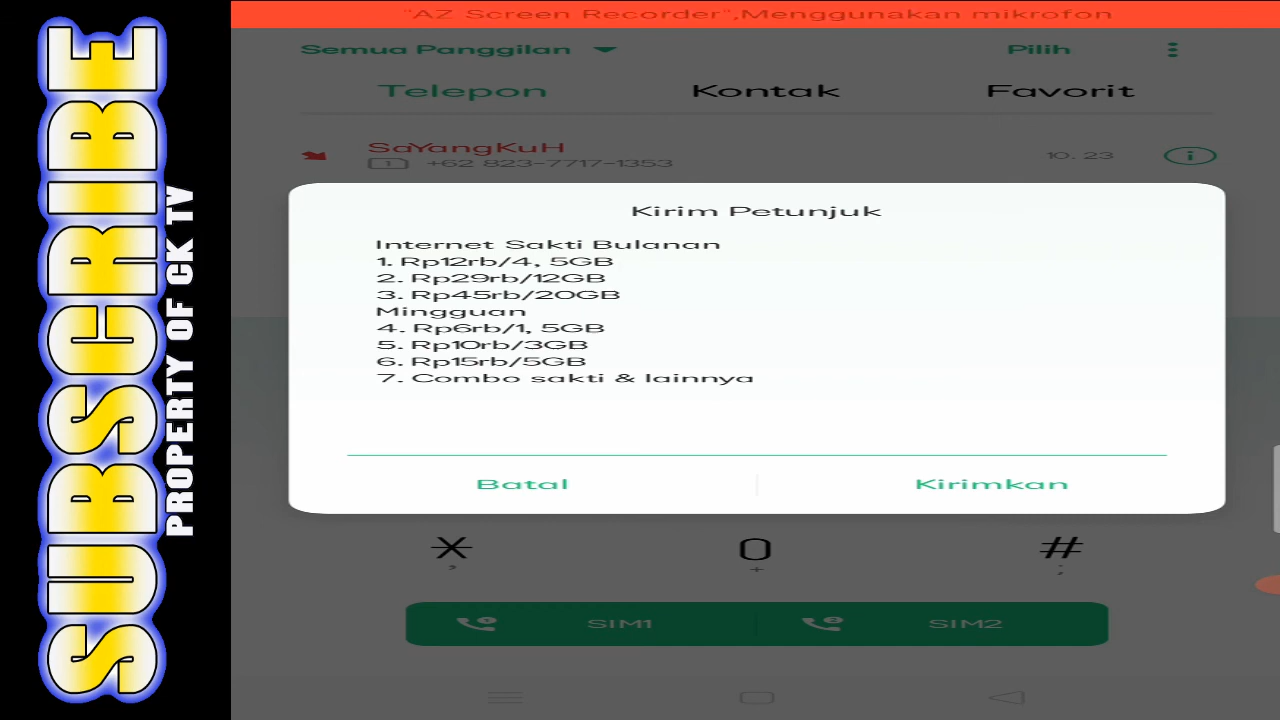 SUBSCRIBE
PROPERTY OF CK TV
"AZ Screen Recorder",Menggunakan mikrofon
Semua Panggilan
Pilih
Telepon
Kontak
Favorit
SaYangKuH
1 +62 823-7717-1353
10. 23
Kirim Petunjuk
Internet Sakti Bulanan
1. Rp12rb/4, 5GB
2. Rp29rb/12GB
3. Rp45rb/20GB
Mingguan
4. Rp6rb/1, 5GB
5. Rp10rb/3GB
6. Rp15rb/5GB
7. Combo sakti & lainnya
Batal
Kirimkan
* 0 #
, + ;
SIM1
SIM2